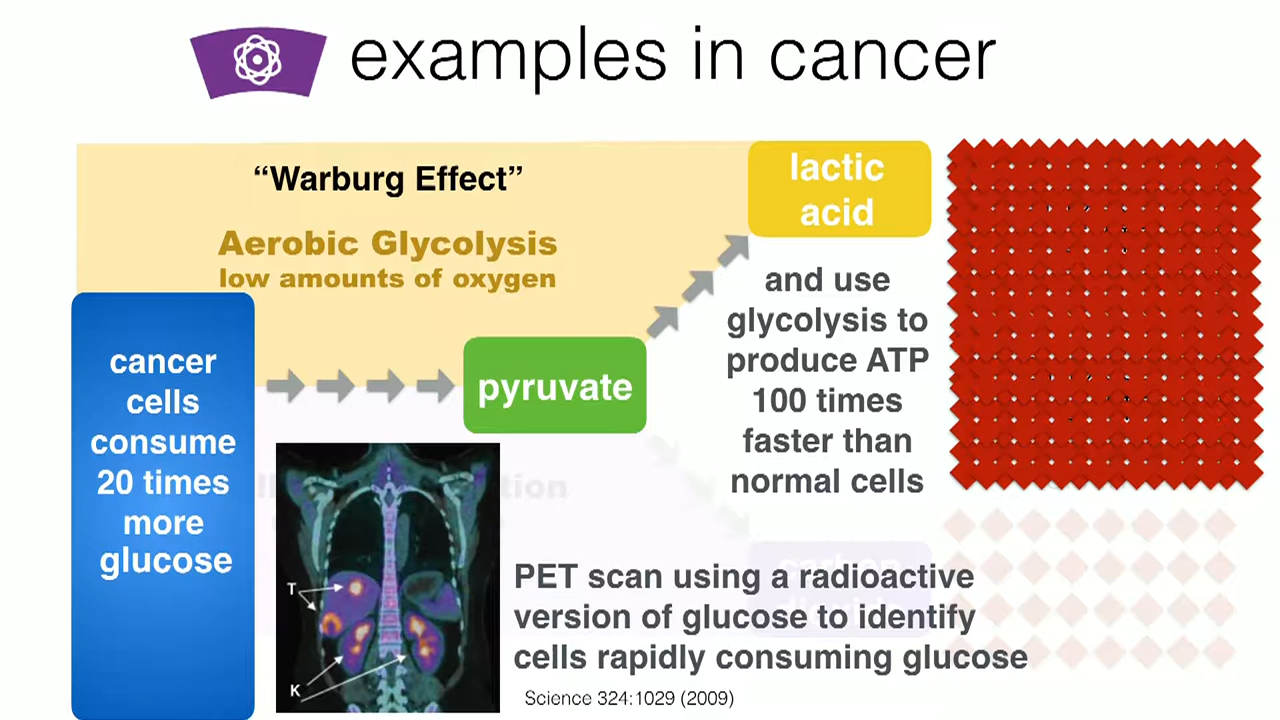 examples in cancer
“Warburg Effect”
Aerobic Glycolysis
low amounts of oxygen
lactic
acid
cancer
cells
consume
20 times
more
glucose
pyruvate
and use
glycolysis to
produce ATP
100 times
faster than
normal cells
T
K
PET scan using a radioactive
version of glucose to identify
cells rapidly consuming glucose
Science 324:1029 (2009)